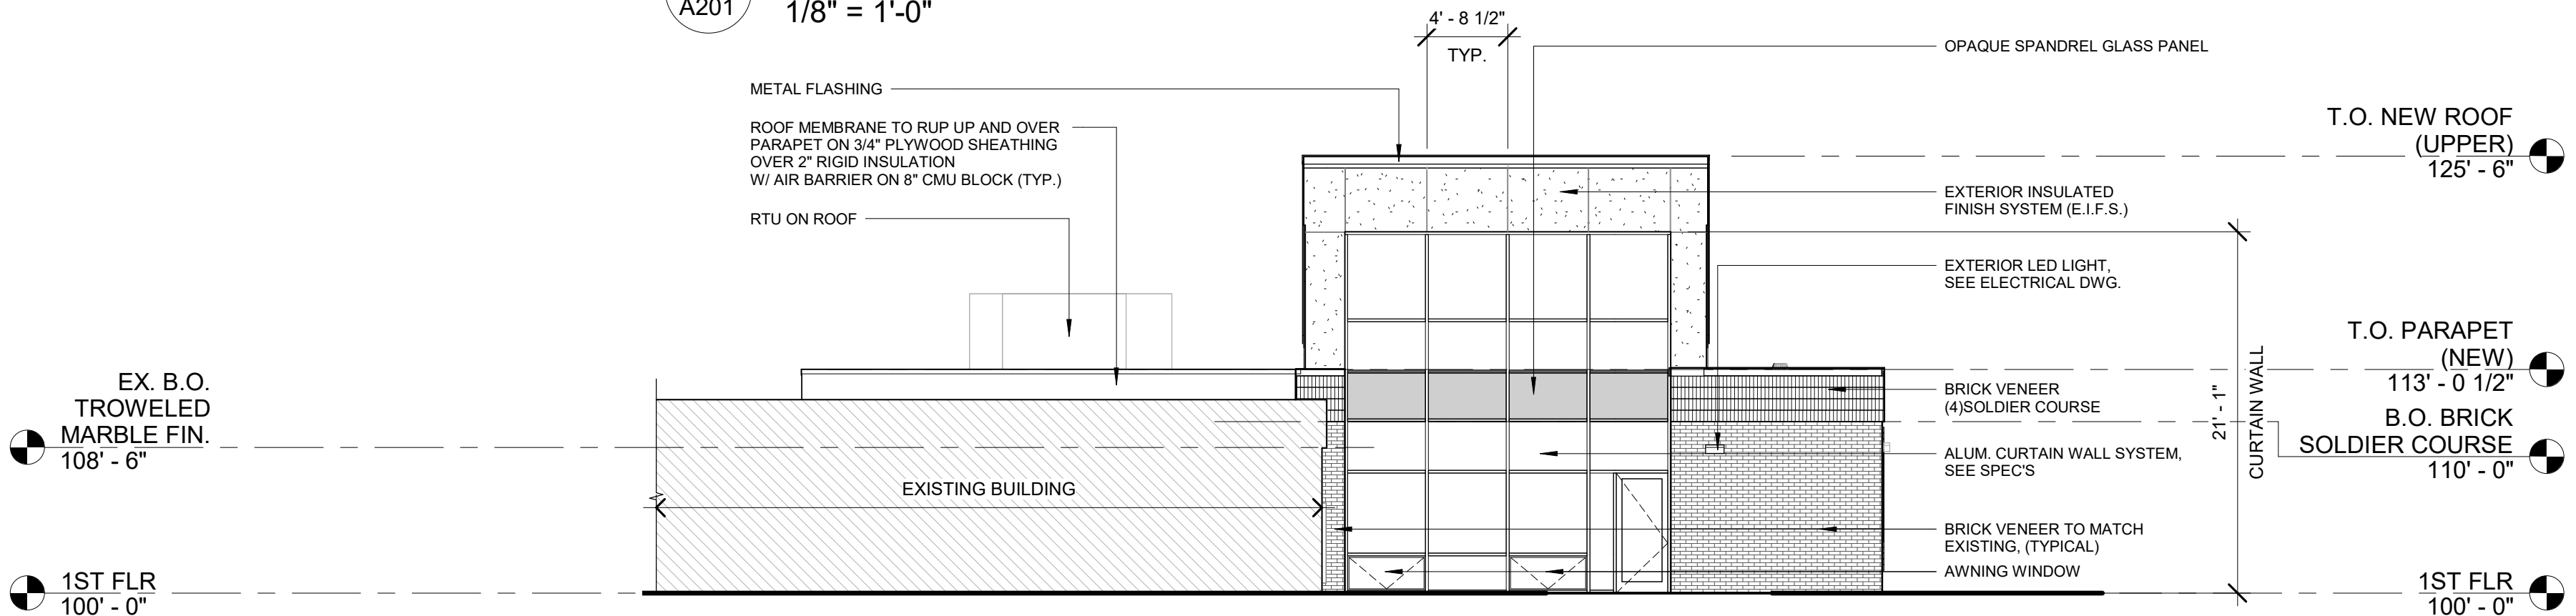 A201
1/8" = 1'-0"
4' - 8 1/2"
TYP.
OPAQUE SPANDREL GLASS PANEL
METAL FLASHING
ROOF MEMBRANE TO RUP UP AND OVER
PARAPET ON 3/4" PLYWOOD SHEATHING
OVER 2" RIGID INSULATION
W/ AIR BARRIER ON 8" CMU BLOCK (TYP.)
RTU ON ROOF
T.O. NEW ROOF
(UPPER)
125' - 6"
EXTERIOR INSULATED
FINISH SYSTEM (E.I.F.S.)
EXTERIOR LED LIGHT,
SEE ELECTRICAL DWG.
T.O. PARAPET
(NEW)
113' - 0 1/2"
BRICK VENEER
(4)SOLDIER COURSE
21' - 1"
CURTAIN WALL
B.O. BRICK
SOLDIER COURSE
110' - 0"
EX. B.O.
TROWELED
MARBLE FIN.
108' - 6"
ALUM. CURTAIN WALL SYSTEM,
SEE SPEC'S
EXISTING BUILDING
BRICK VENEER TO MATCH
EXISTING, (TYPICAL)
AWNING WINDOW
1ST FLR
100' - 0"
1ST FLR
100' - 0"